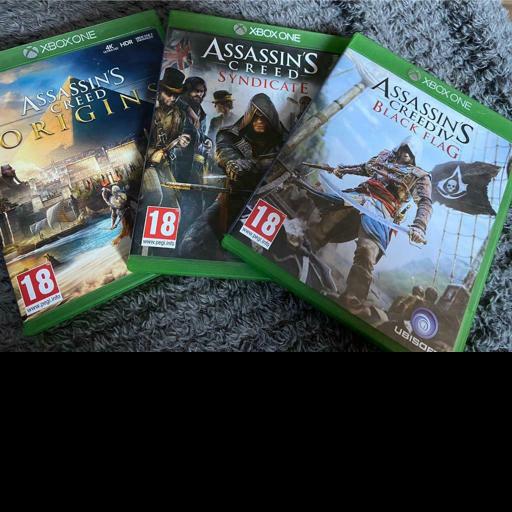 XBOX ONE
4K
HDR
ASSASSIN'S
CREED
ORIGINS
18
www.pegi.info
XBOX ONE
ASSASSIN'S
CREED
SYNDICATE
18
www.pegi.info
XBOX ONE
ASSASSIN'S
CREED IV
BLACK FLAG
18
www.pegi.info
UBISOFT